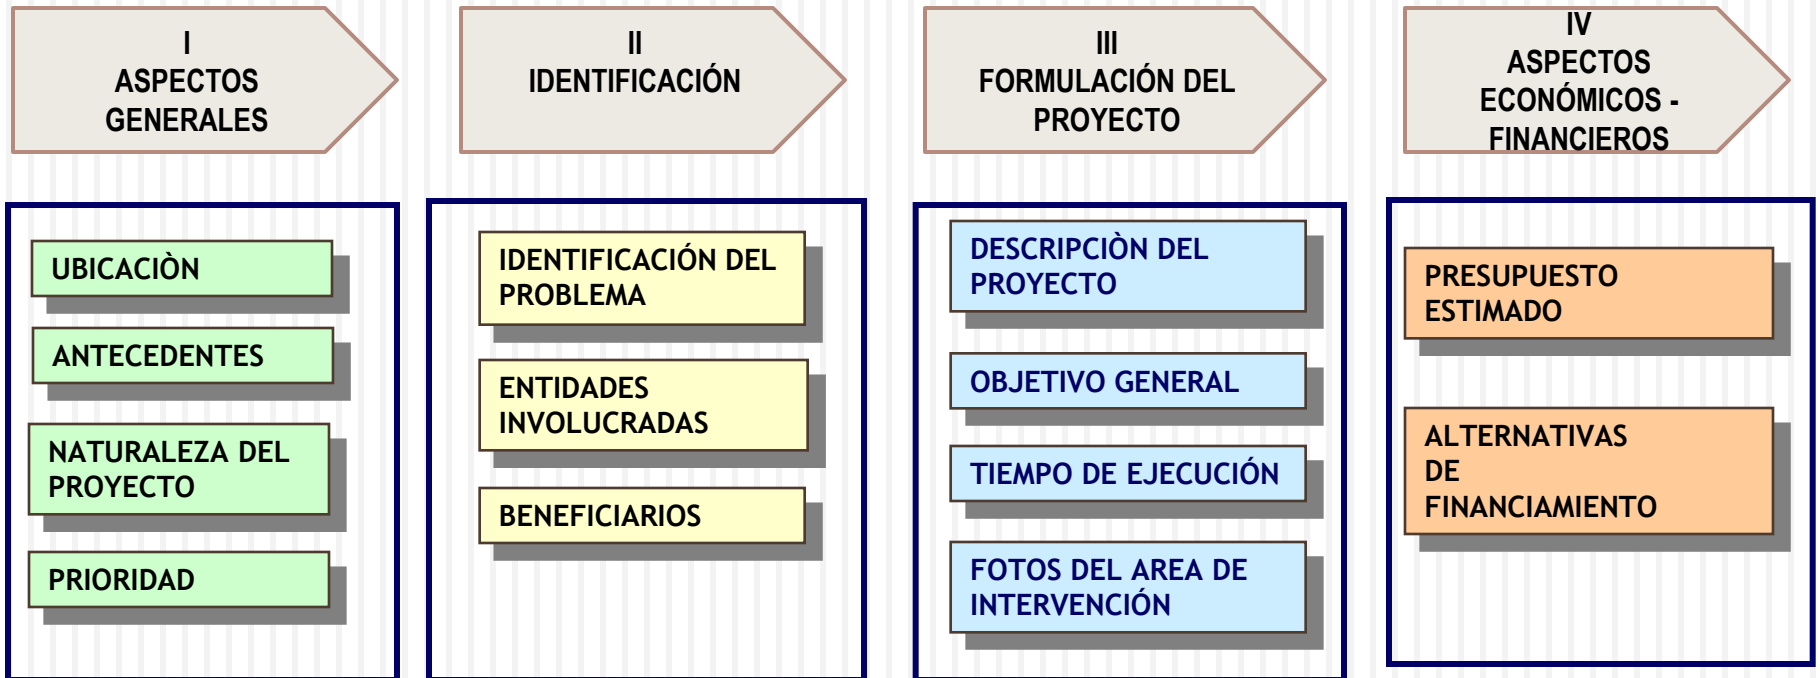 I
ASPECTOS
GENERALES
II
IDENTIFICACIÓN
III
FORMULACIÓN DEL
PROYECTO
IV
ASPECTOS
ECONÓMICOS -
FINANCIEROS
UBICACIÒN
ANTECEDENTES
NATURALEZA DEL
PROYECTO
PRIORIDAD
IDENTIFICACIÓN DEL
PROBLEMA
ENTIDADES
INVOLUCRADAS
BENEFICIARIOS
DESCRIPCIÒN DEL
PROYECTO
OBJETIVO GENERAL
TIEMPO DE EJECUCIÓN
FOTOS DEL AREA DE
INTERVENCIÓN
PRESUPUESTO
ESTIMADO
ALTERNATIVAS
DE
FINANCIAMIENTO